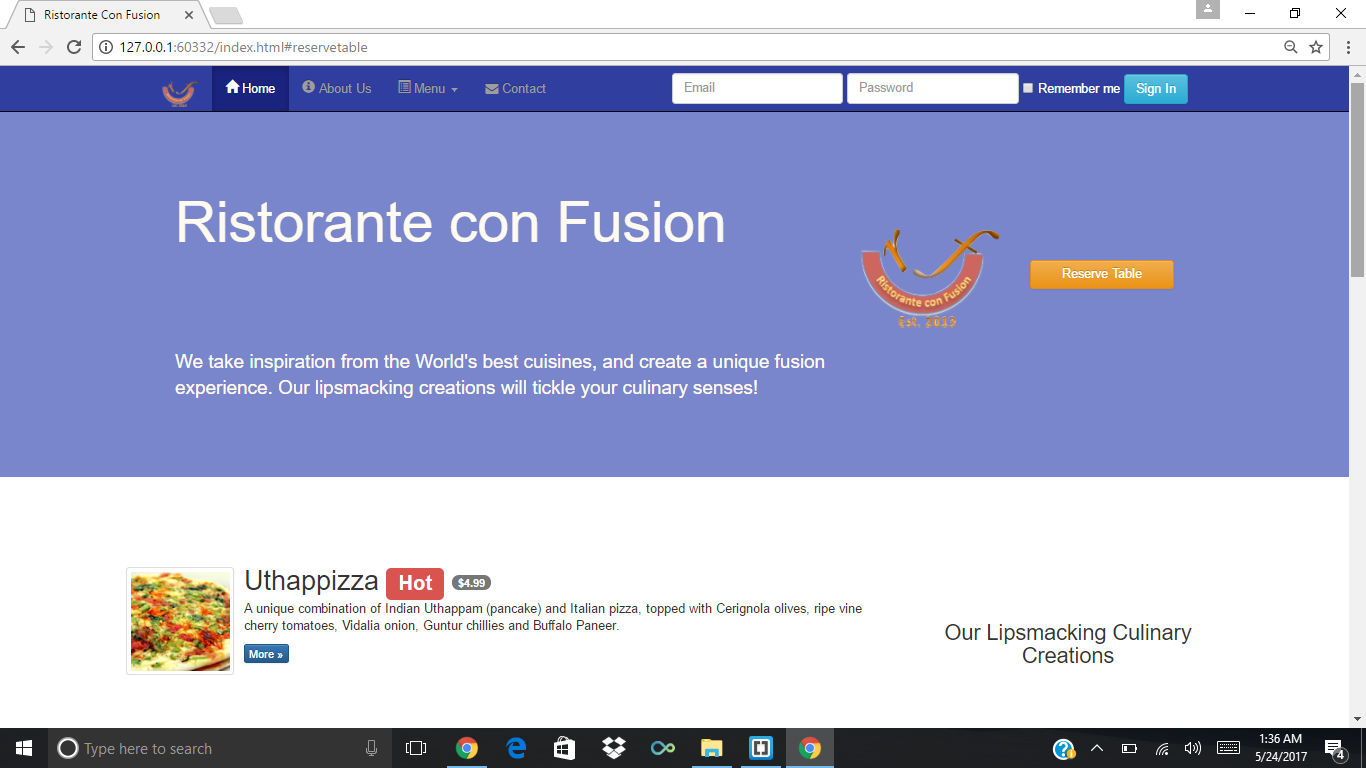 Ristorante Con Fusion
127.0.0.1:60332/index.html#reservetable
Home About Us Menu Contact Email Password Remember me Sign In
Ristorante con Fusion
Ristorante con Fusion
Est. 2013
Reserve Table
We take inspiration from the World's best cuisines, and create a unique fusion
experience. Our lipsmacking creations will tickle your culinary senses!
Uthappizza Hot $4.99
A unique combination of Indian Uthappam (pancake) and Italian pizza, topped with Cerignola olives, ripe vine
cherry tomatoes, Vidalia onion, Guntur chillies and Buffalo Paneer.
More »
Our Lipsmacking Culinary
Creations
Type here to search
1:36 AM
5/24/2017
4